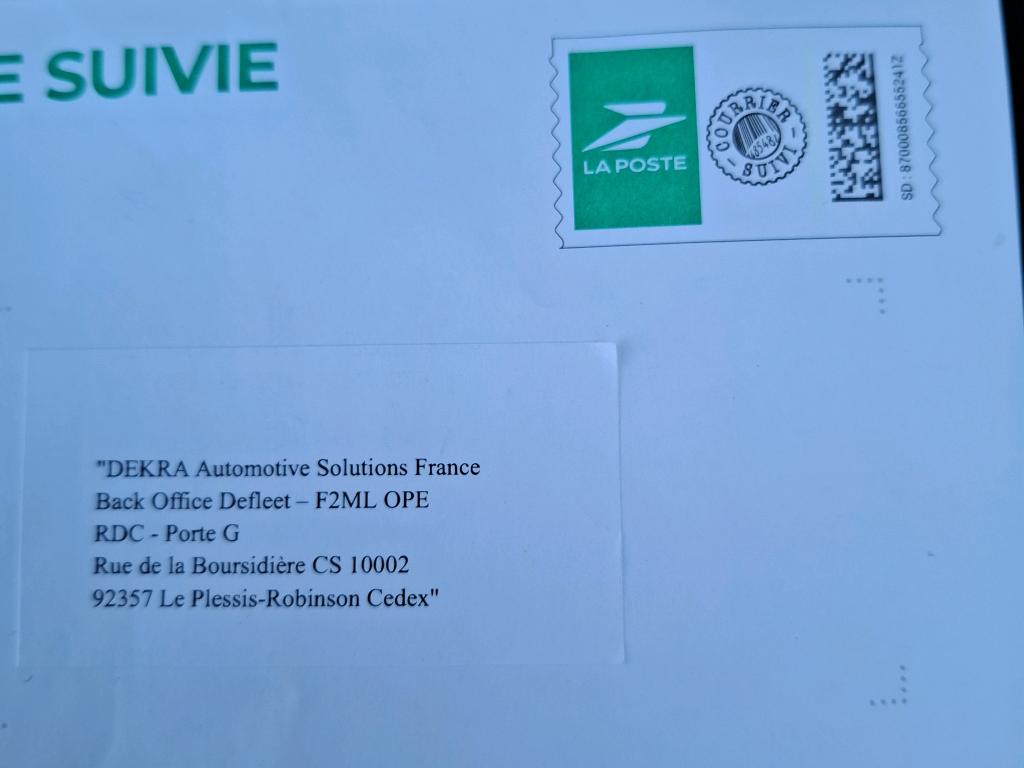 E SUIVIE
LA POSTE
COURRIER
SUIVI
SD : 87000856655241Z
"DEKRA Automotive Solutions France
Back Office Defleet – F2ML OPE
RDC - Porte G
Rue de la Boursidière CS 10002
92357 Le Plessis-Robinson Cedex"